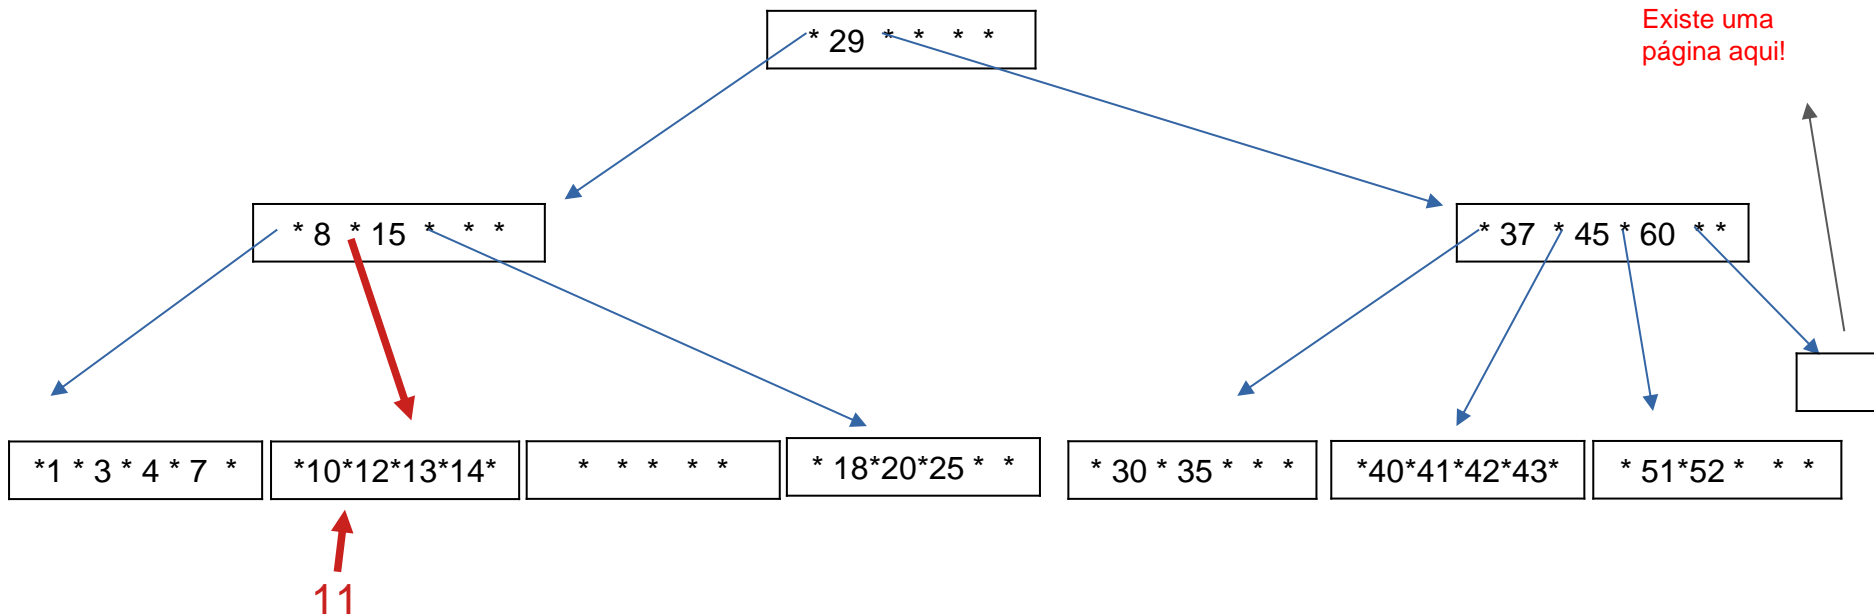 Existe uma
página aqui!
* 29 * * * *
* 8 * 15 * * *
* 37 * 45 * 60 * *
*1 * 3 * 4 * 7 *
*10*12*13*14*
* * * * *
* 18*20*25 * *
* 30 * 35 * * *
*40*41*42*43*
* 51*52 * * *
11